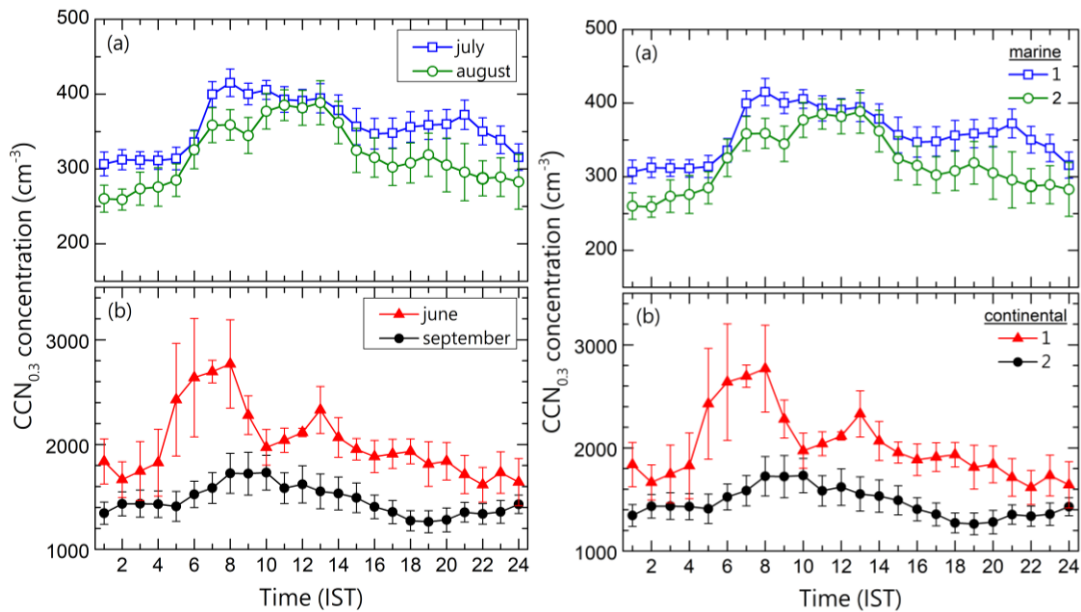 500
(a)
july
august
400
300
200
CCN0.3 concentration (cm-3)
(b)
june
september
3000
2000
1000
2 4 6 8 10 12 14 16 18 20 22 24
Time (IST)
500
(a)
marine
1
2
400
300
200
CCN0.3 concentration (cm-3)
(b)
continental
1
2
3000
2000
1000
2 4 6 8 10 12 14 16 18 20 22 24
Time (IST)